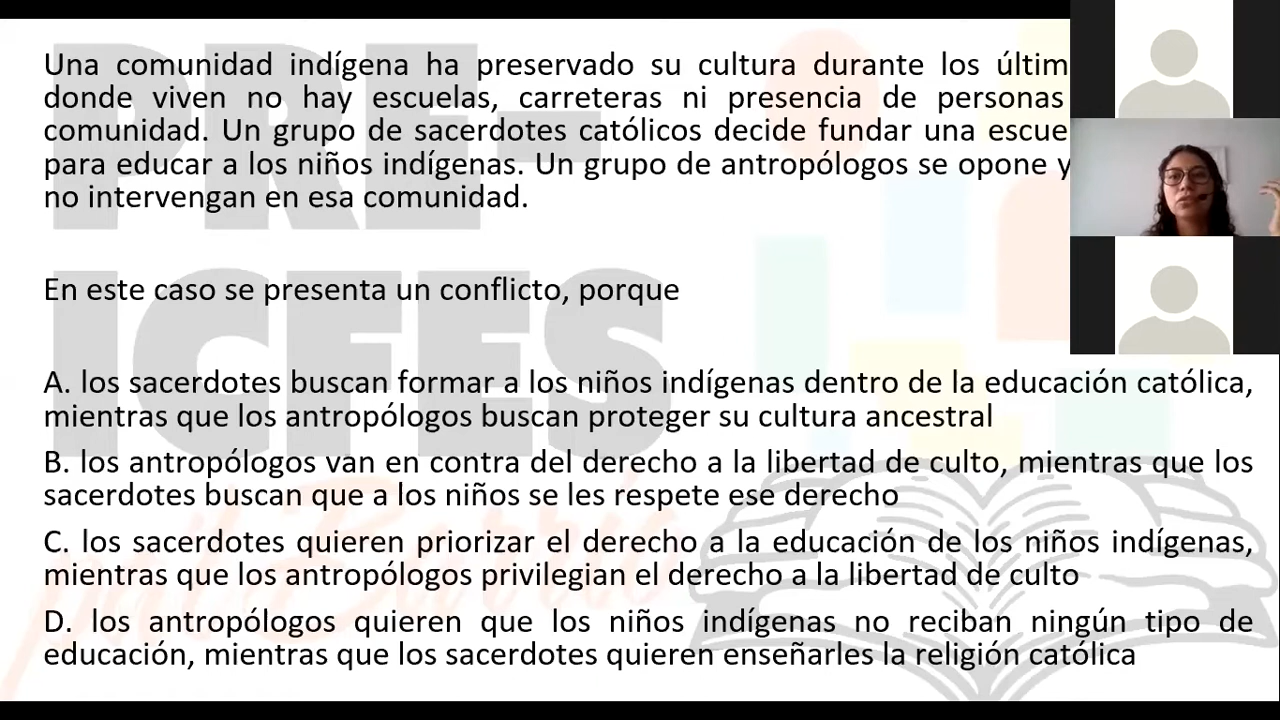 Una comunidad indígena ha preservado su cultura durante los últim
donde viven no hay escuelas, carreteras ni presencia de personas
comunidad. Un grupo de sacerdotes católicos decide fundar una escue
para educar a los niños indígenas. Un grupo de antropólogos se opone y
no intervengan en esa comunidad.
En este caso se presenta un conflicto, porque
A. los sacerdotes buscan formar a los niños indígenas dentro de la educación católica,
mientras que los antropólogos buscan proteger su cultura ancestral
B. los antropólogos van en contra del derecho a la libertad de culto, mientras que los
sacerdotes buscan que a los niños se les respete ese derecho
C. los sacerdotes quieren priorizar el derecho a la educación de los niños indígenas,
mientras que los antropólogos privilegian el derecho a la libertad de culto
D. los antropólogos quieren que los niños indígenas no reciban ningún tipo de
educación, mientras que los sacerdotes quieren enseñarles la religión católica
PRE-
ICFES